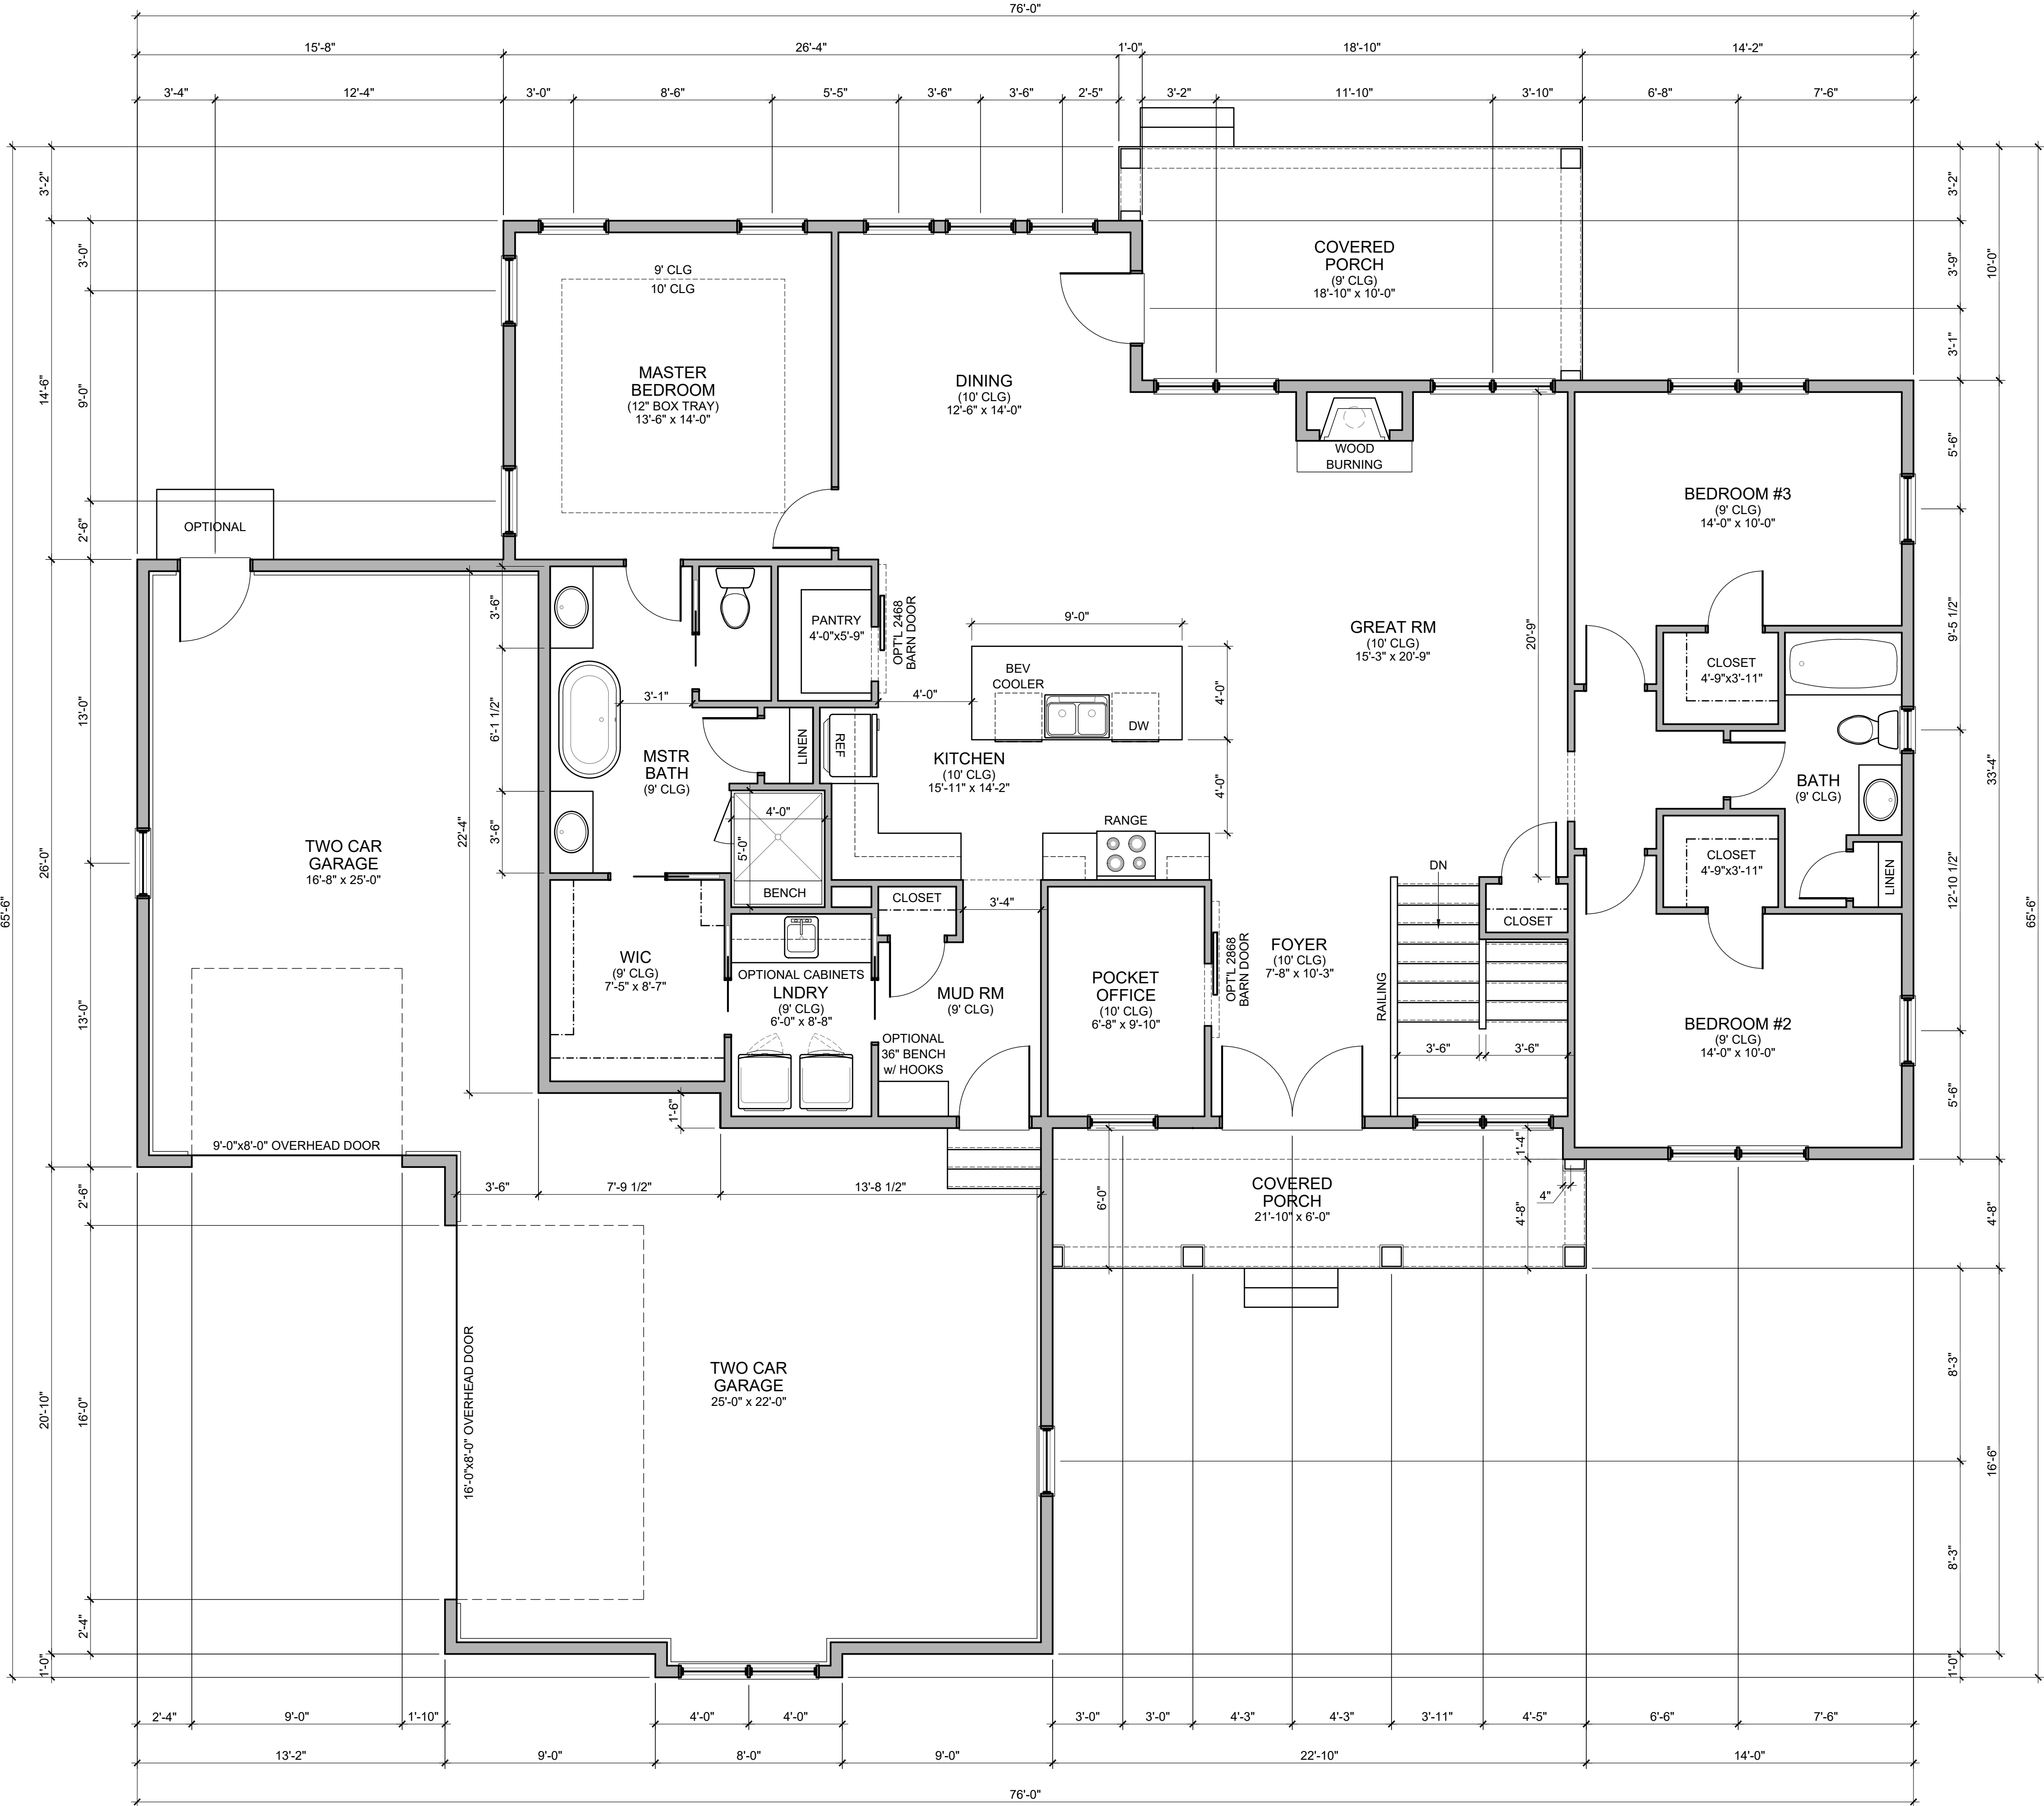 76'-0"
15'-8"
26'-4"
1'-0"
18'-10"
14'-2"
3'-4"
12'-4"
3'-0"
8'-6"
5'-5"
3'-6"
3'-6"
2'-5"
3'-2"
11'-10"
3'-10"
6'-8"
7'-6"
65'-6"
3'-2"
14'-6"
26'-0"
20'-10"
1'-0"
3'-0"
9'-0"
2'-6"
13'-0"
13'-0"
2'-6"
16'-0"
2'-4"
COVERED
PORCH
(9' CLG)
18'-10" x 10'-0"
9' CLG
10' CLG
MASTER
BEDROOM
(12" BOX TRAY)
13'-6" x 14'-0"
DINING
(10' CLG)
12'-6" x 14'-0"
WOOD
BURNING
BEDROOM #3
(9' CLG)
14'-0" x 10'-0"
OPTIONAL
PANTRY
4'-0"x5'-9"
OPT'L 2468
BARN DOOR
9'-0"
BEV
COOLER
DW
4'-0"
4'-0"
4'-0"
GREAT RM
(10' CLG)
15'-3" x 20'-9"
20'-9"
CLOSET
4'-9"x3'-11"
3'-6"
6'-1 1/2"
3'-6"
22'-4"
3'-1"
MSTR
BATH
(9' CLG)
LINEN
REF
KITCHEN
(10' CLG)
15'-11" x 14'-2"
RANGE
BATH
(9' CLG)
TWO CAR
GARAGE
16'-8" x 25'-0"
4'-0"
5'-0"
BENCH
CLOSET
3'-4"
DN
CLOSET
CLOSET
4'-9"x3'-11"
LINEN
WIC
(9' CLG)
7'-5" x 8'-7"
OPTIONAL CABINETS
LNDRY
(9' CLG)
6'-0" x 8'-8"
MUD RM
(9' CLG)
OPTIONAL
36" BENCH
w/ HOOKS
POCKET
OFFICE
(10' CLG)
6'-8" x 9'-10"
OPT'L 2868
BARN DOOR
FOYER
(10' CLG)
7'-8" x 10'-3"
RAILING
3'-6"
3'-6"
BEDROOM #2
(9' CLG)
14'-0" x 10'-0"
1'-6"
9'-0"x8'-0" OVERHEAD DOOR
3'-6"
7'-9 1/2"
13'-8 1/2"
COVERED
PORCH
21'-10" x 6'-0"
6'-0"
1'-4"
4'-8"
4"
16'-0"x8'-0" OVERHEAD DOOR
TWO CAR
GARAGE
25'-0" x 22'-0"
3'-2"
3'-9"
3'-1"
5'-6"
9'-5 1/2"
12'-10 1/2"
5'-6"
8'-3"
8'-3"
1'-0"
10'-0"
33'-4"
4'-8"
16'-6"
65'-6"
2'-4"
9'-0"
1'-10"
4'-0"
4'-0"
3'-0"
3'-0"
4'-3"
4'-3"
3'-11"
4'-5"
6'-6"
7'-6"
13'-2"
9'-0"
8'-0"
9'-0"
22'-10"
14'-0"
76'-0"